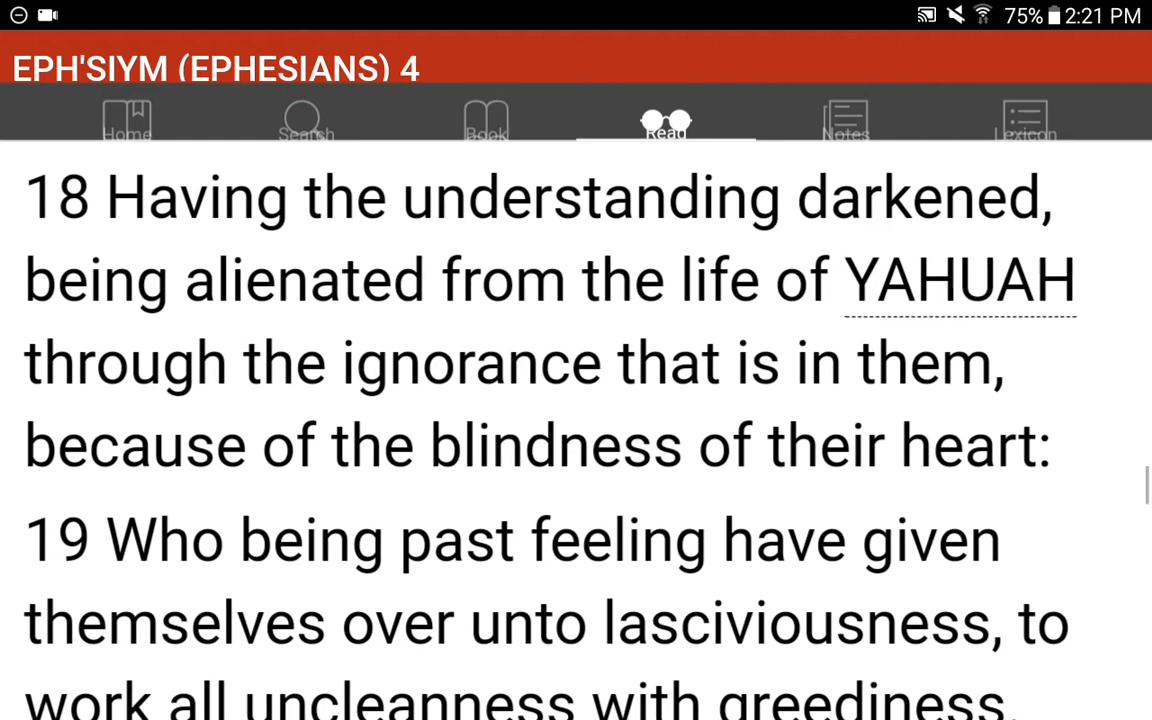 75% 2:21 PM
EPH'SIYM (EPHESIANS) 4
Home Search Book Read Notes Lexicon
18 Having the understanding darkened,
being alienated from the life of YAHUAH
through the ignorance that is in them,
because of the blindness of their heart:
19 Who being past feeling have given
themselves over unto lasciviousness, to
work all uncleanness with greediness.